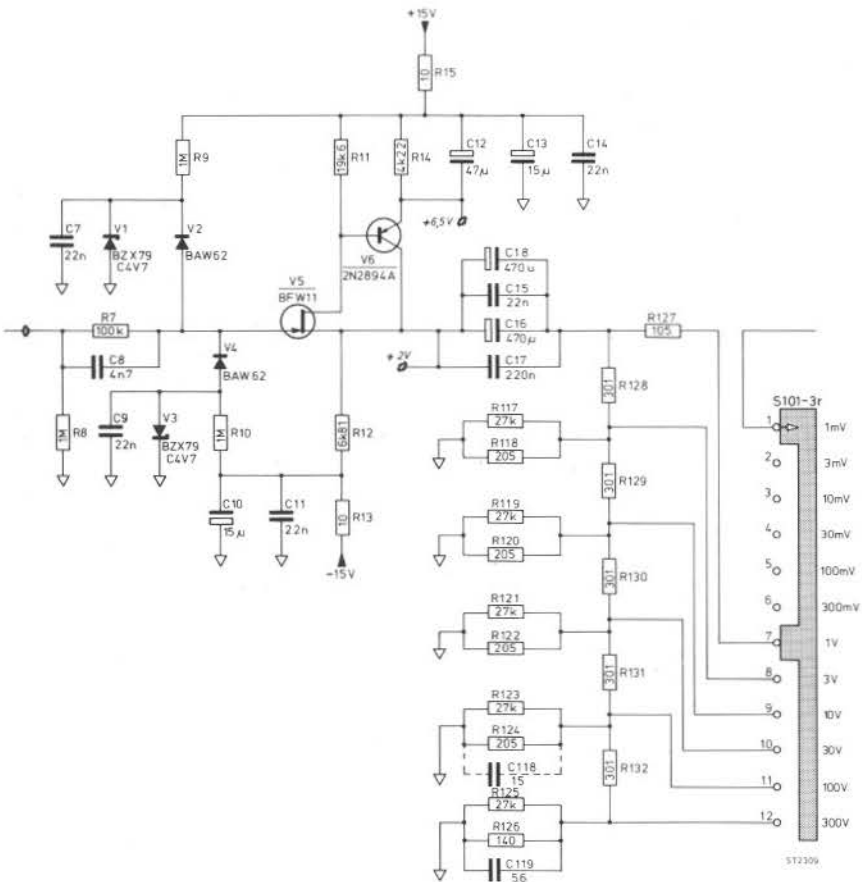 +15V
10 R15
1M R9
19k6 R11
4k22 R14
C12 47µ
C13 15µ
C14 22n
+6,5V
C7 22n
V1 BZX79 C4V7
V2 BAW62
V6 2N2894A
V5 BFW11
C18 470µ
C15 22n
C16 470µ
C17 220n
+2V
R7 100k
C8 4n7
1M R8
C9 22n
V3 BZX79 C4V7
V4 BAW62
1M R10
6k81 R12
C10 15µ
C11 22n
10 R13
-15V
R127 105
301 R128
R117 27k
R118 205
301 R129
R119 27k
R120 205
301 R130
R121 27k
R122 205
301 R131
R123 27k
R124 205
C118 15
301 R132
R125 27k
R126 140
C119 56
S101-3r
1 1mV
2 3mV
3 10mV
4 30mV
5 100mV
6 300mV
7 1V
8 3V
9 10V
10 30V
11 100V
12 300V
ST2309